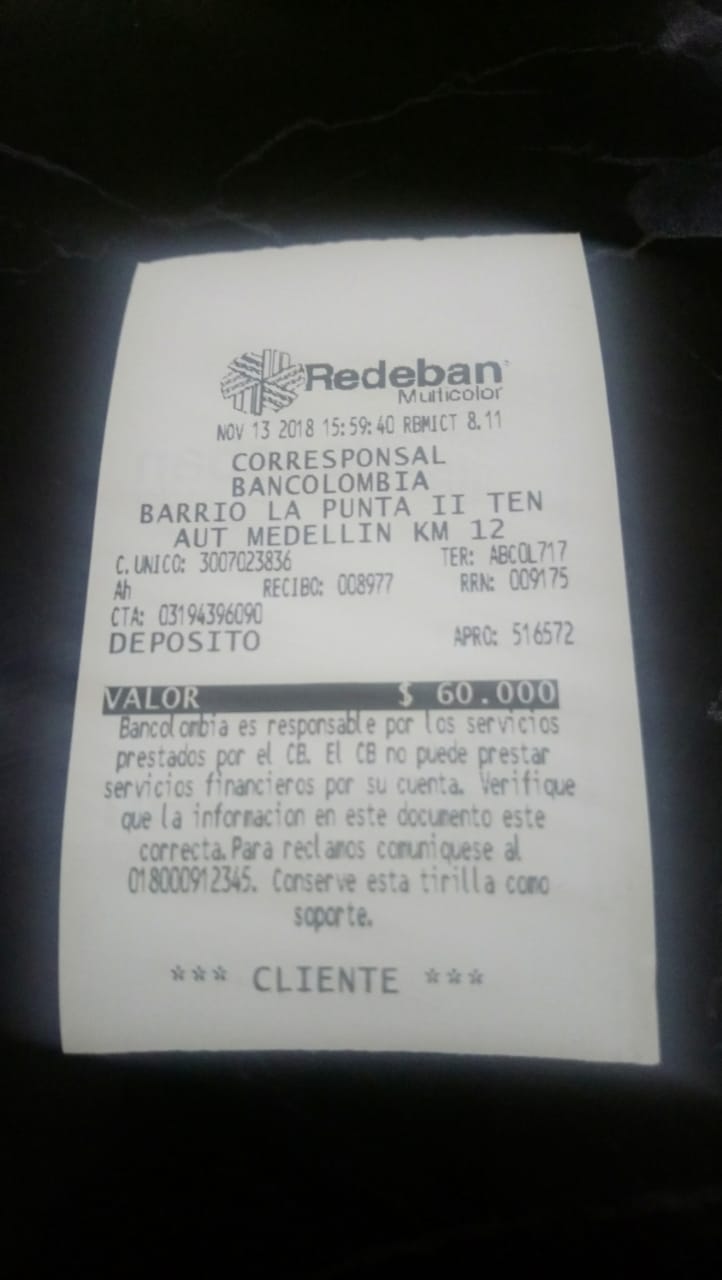 Redeban
Multicolor
NOV 13 2018 15:59:40 RBMICT 8.11
CORRESPONSAL
BANCOLOMBIA
BARRIO LA PUNTA II TEN
AUT MEDELLIN KM 12
C.UNICO: 3007023836 TER: ABCOL717
Ah RECIBO: 008977 RRN: 009175
CTA: 03194396090
DEPOSITO APRO: 516572
VALOR $ 60.000
Bancolombia es responsable por los servicios
prestados por el CB. El CB no puede prestar
servicios financieros por su cuenta. Verifique
que la informacion en este documento este
correcta.Para reclamos comuniquese al
018000912345. Conserve esta tirilla como
soporte.
*** CLIENTE ***